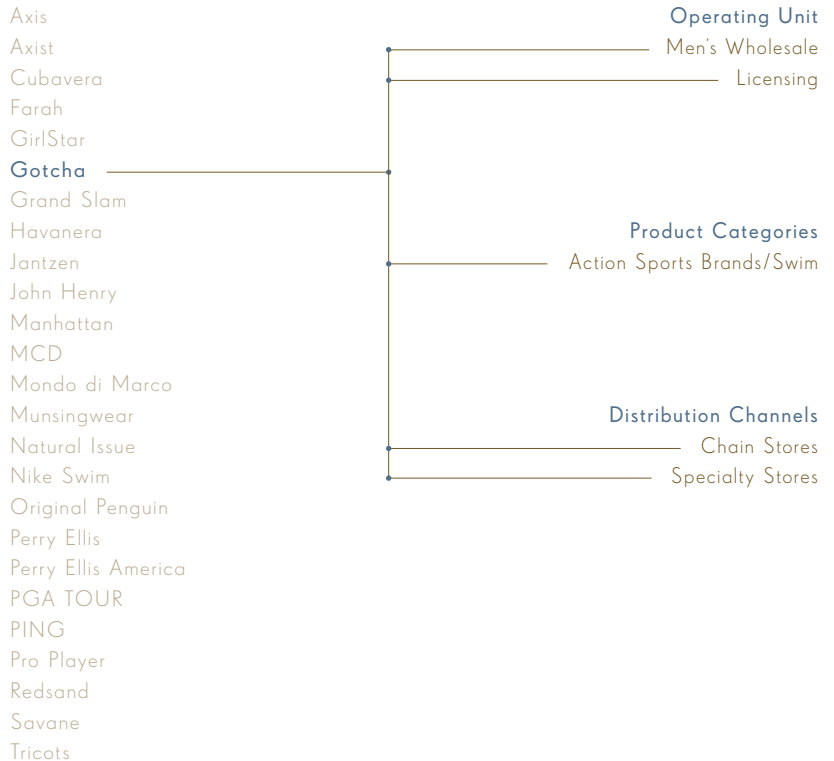 Axis
Axist
Cubavera
Farah
GirlStar
Gotcha
Grand Slam
Havanera
Jantzen
John Henry
Manhattan
MCD
Mondo di Marco
Munsingwear
Natural Issue
Nike Swim
Original Penguin
Perry Ellis
Perry Ellis America
PGA TOUR
PING
Pro Player
Redsand
Savane
Tricots
Operating Unit
Men's Wholesale
Licensing
Product Categories
Action Sports Brands/Swim
Distribution Channels
Chain Stores
Specialty Stores